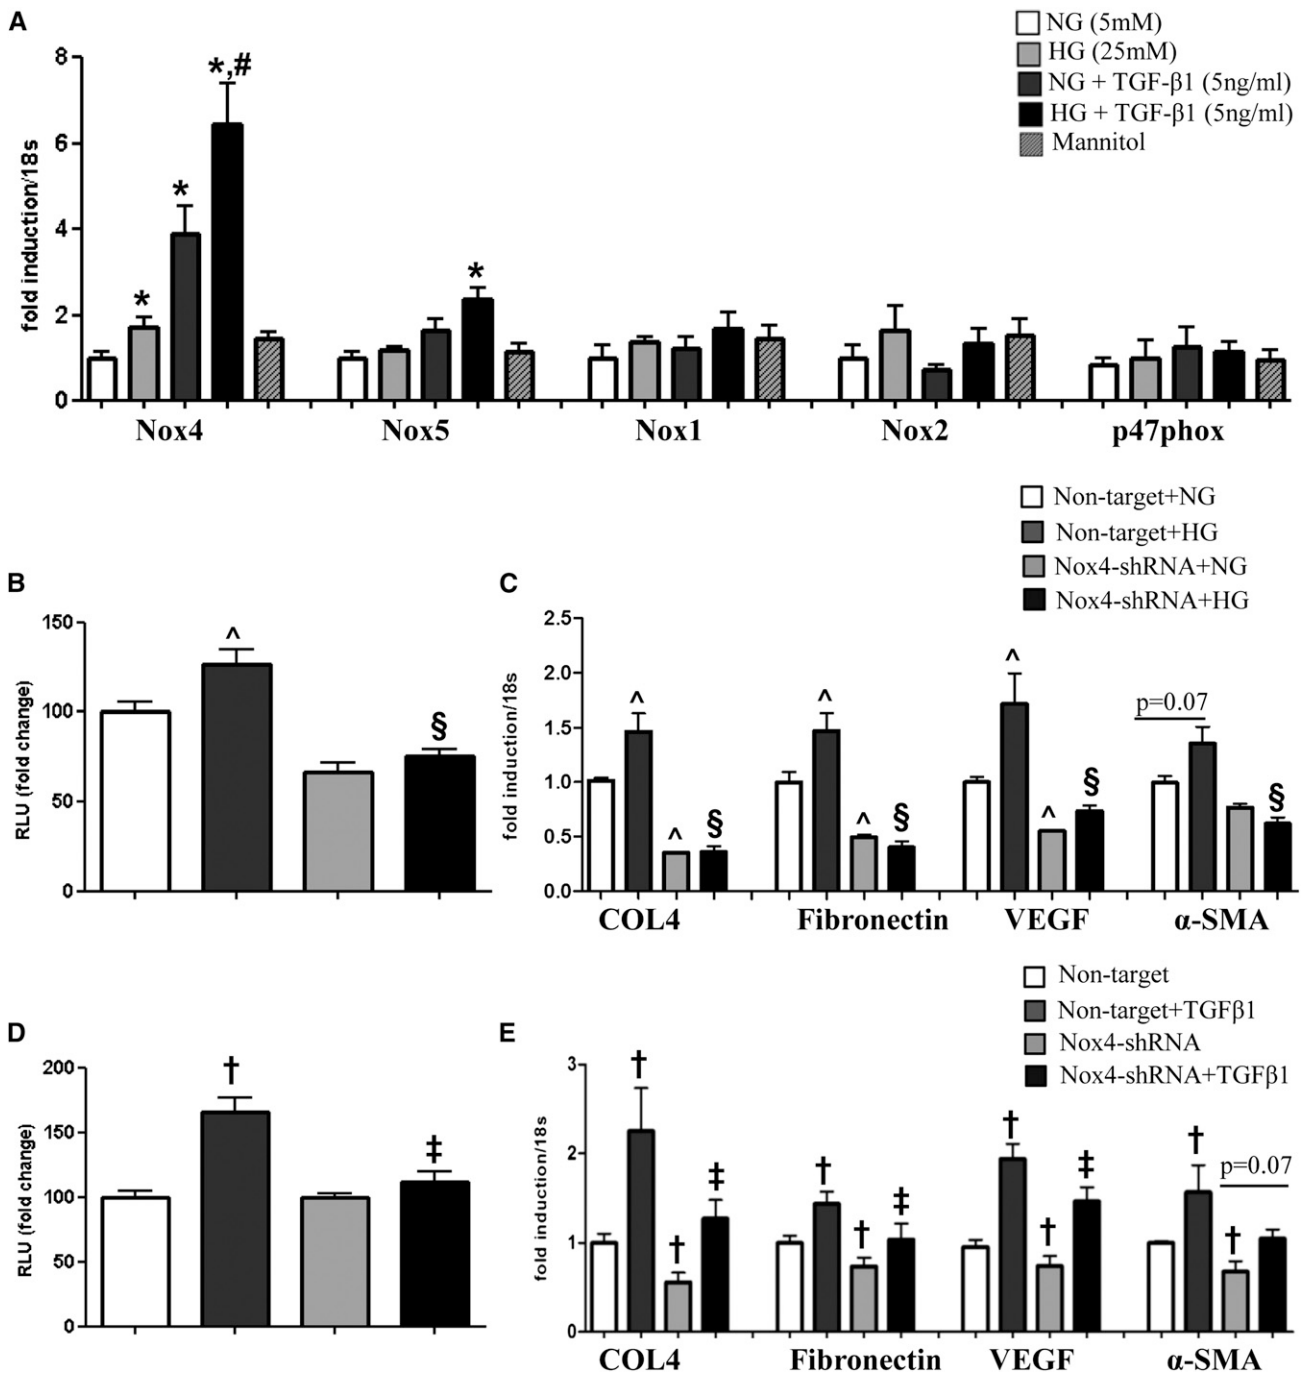 A
NG (5mM)
HG (25mM)
NG + TGF-β1 (5ng/ml)
HG + TGF-β1 (5ng/ml)
Mannitol
fold induction/18s
8
6
4
2
0
*
*
*,#
*
Nox4
Nox5
Nox1
Nox2
p47phox
Non-target+NG
Non-target+HG
Nox4-shRNA+NG
Nox4-shRNA+HG
B
RLU (fold change)
150
100
50
0
^
§
C
fold induction/18s
2.5
2.0
1.5
1.0
0.5
0.0
^
^
§
^
^
§
^
^
§
p=0.07
§
COL4
Fibronectin
VEGF
α-SMA
Non-target
Non-target+TGFβ1
Nox4-shRNA
Nox4-shRNA+TGFβ1
D
RLU (fold change)
200
150
100
50
0
†
‡
E
fold induction/18s
3
2
1
0
†
†
‡
†
†
‡
†
†
‡
†
†
p=0.07
COL4
Fibronectin
VEGF
α-SMA